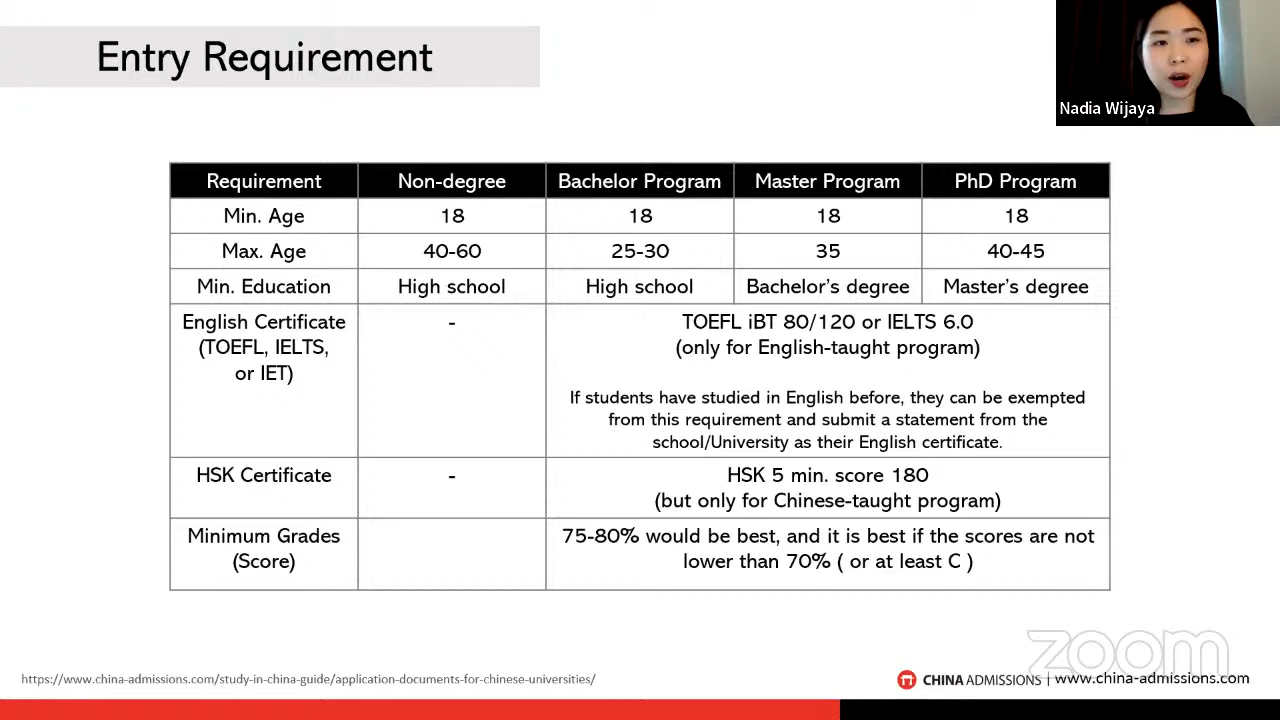 Entry Requirement
Nadia Wijaya
Requirement Non-degree Bachelor Program Master Program PhD Program
Min. Age 18 18 18 18
Max. Age 40-60 25-30 35 40-45
Min. Education High school High school Bachelor’s degree Master’s degree
English Certificate
(TOEFL, IELTS,
or IET)
-
TOEFL iBT 80/120 or IELTS 6.0
(only for English-taught program)
If students have studied in English before, they can be exempted
from this requirement and submit a statement from the
school/University as their English certificate.
HSK Certificate
-
HSK 5 min. score 180
(but only for Chinese-taught program)
Minimum Grades
(Score)
75-80% would be best, and it is best if the scores are not
lower than 70% ( or at least C )
zoom
https://www.china-admissions.com/study-in-china-guide/application-documents-for-chinese-universities/
CHINA ADMISSIONS | www.china-admissions.com